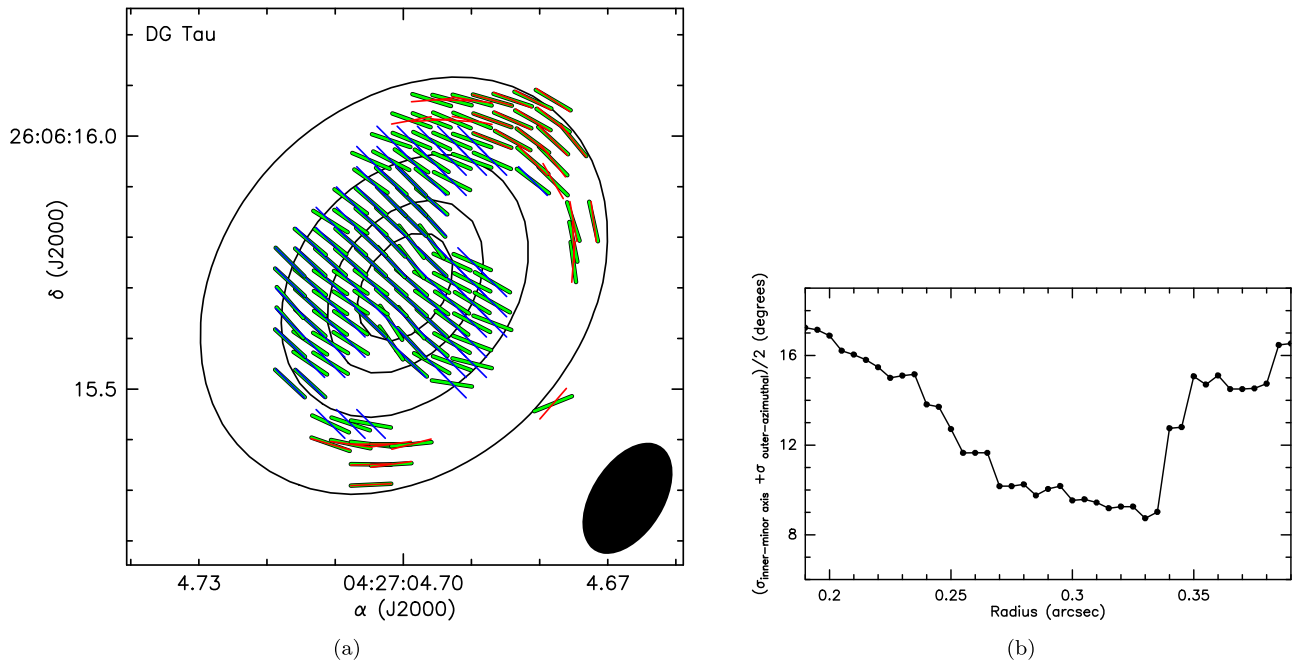 DG Tau
26:06:16.0
15.5
δ (J2000)
4.73 04:27:04.70 4.67
α (J2000)
(a)
(σinner−minor axis +σ outer−azimuthal)/2 (degrees)
16
12
8
0.2 0.25 0.3 0.35
Radius (arcsec)
(b)